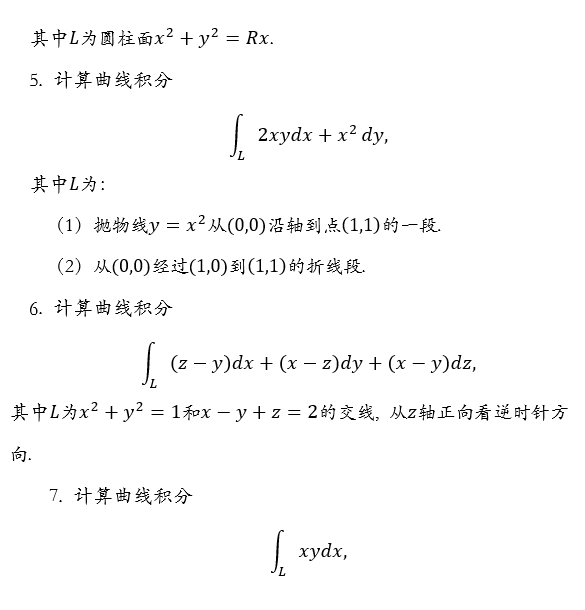 其中L为圆柱面x² + y² = Rx.
5. 计算曲线积分
∫_L 2xydx + x² dy,
其中L为:
（1）抛物线y = x²从(0,0)沿轴到点(1,1)的一段.
（2）从(0,0)经过(1,0)到(1,1)的折线段.
6. 计算曲线积分
∫_L (z − y)dx + (x − z)dy + (x − y)dz,
其中L为x² + y² = 1和x − y + z = 2的交线, 从z轴正向看逆时针方
向.
7. 计算曲线积分
∫_L xydx,